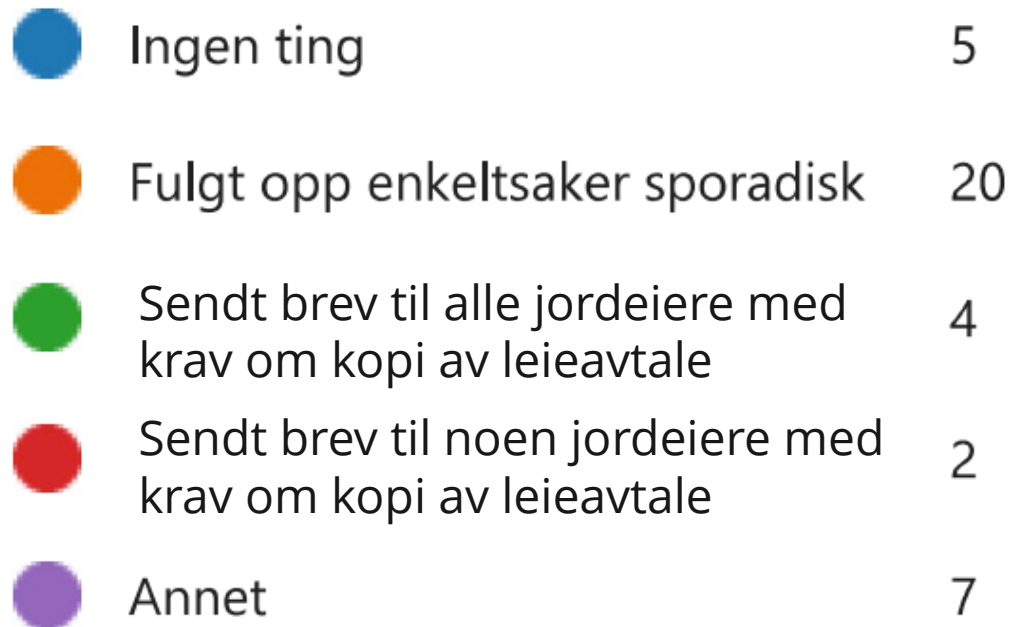 Ingen ting 5
Fulgt opp enkeltsaker sporadisk 20
Sendt brev til alle jordeiere med
krav om kopi av leieavtale 4
Sendt brev til noen jordeiere med
krav om kopi av leieavtale 2
Annet 7